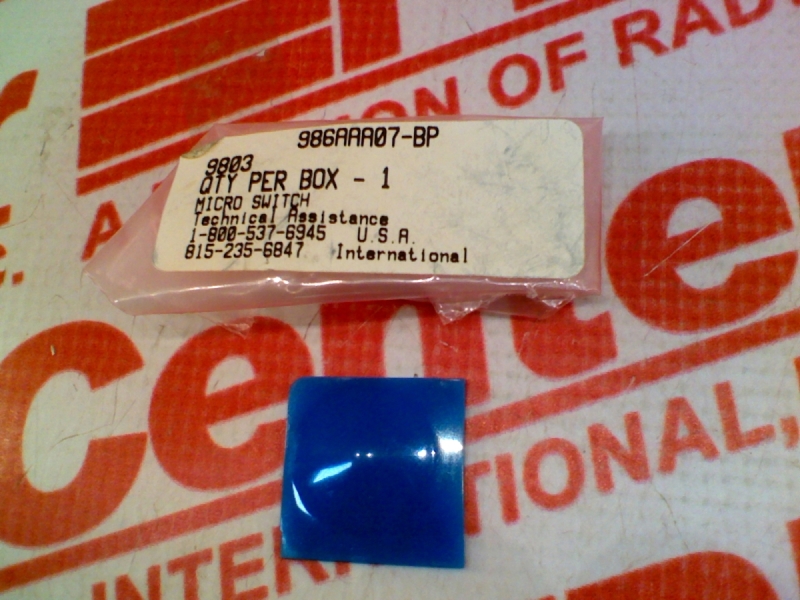 A DIVISION OF RAD
986AAA07-BP
9803
QTY PER BOX - 1
MICRO SWITCH
Technical Assistance
1-800-537-6945 U.S.A.
815-235-6847 International
Center
INTERNATIONAL,